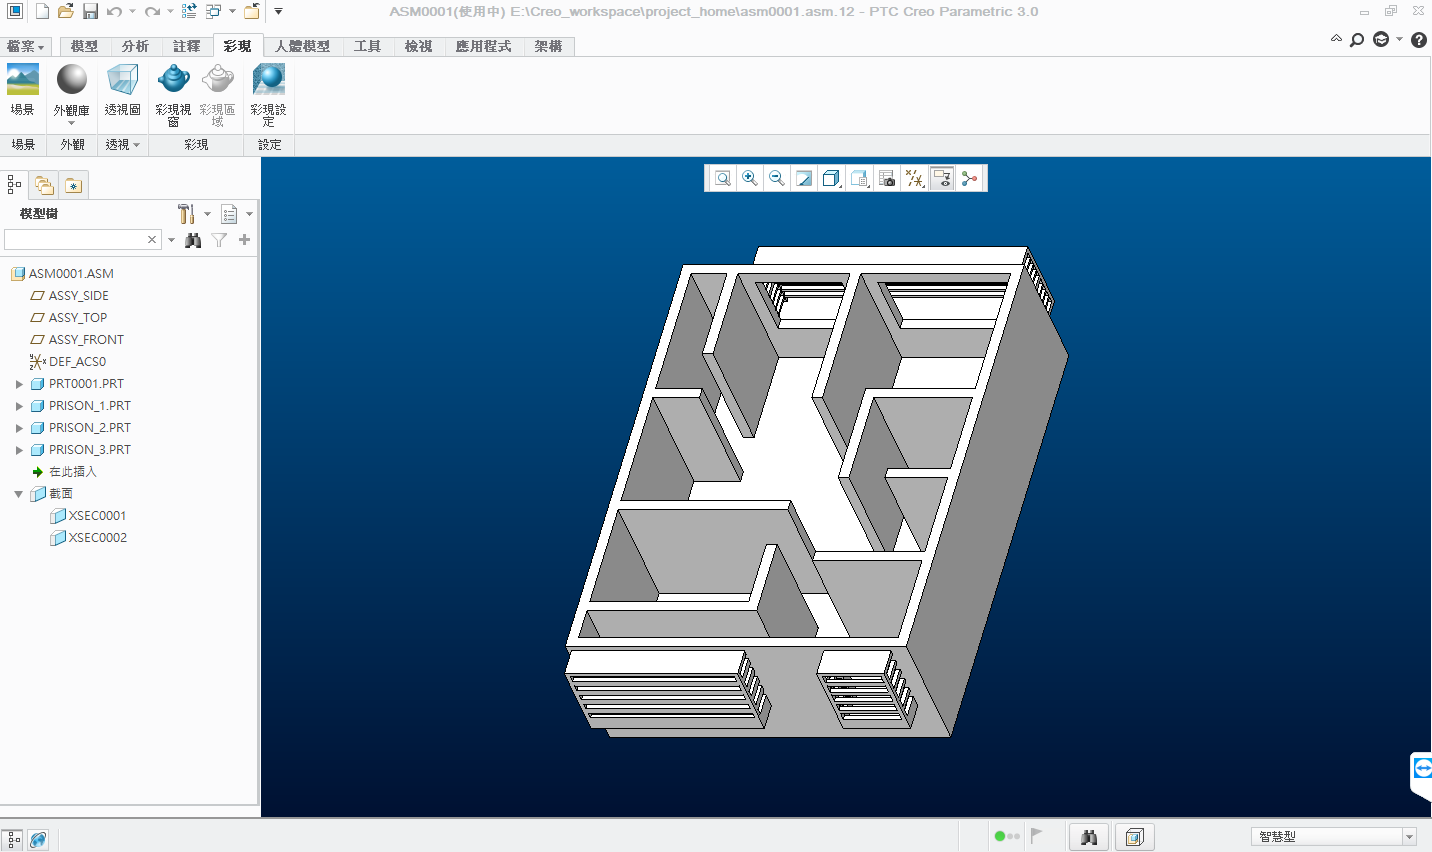 ASM0001(使用中) E:\Creo_workspace\project_home\asm0001.asm.12 - PTC Creo Parametric 3.0
檔案 模型 分析 註釋 彩現 人體模型 工具 檢視 應用程式 架構
場景 外觀庫 透視圖 彩現視窗 彩現區域 彩現設定
場景 外觀 透視 彩現 設定
模型樹
ASM0001.ASM
ASSY_SIDE
ASSY_TOP
ASSY_FRONT
DEF_ACS0
PRT0001.PRT
PRISON_1.PRT
PRISON_2.PRT
PRISON_3.PRT
在此插入
截面
XSEC0001
XSEC0002
智慧型